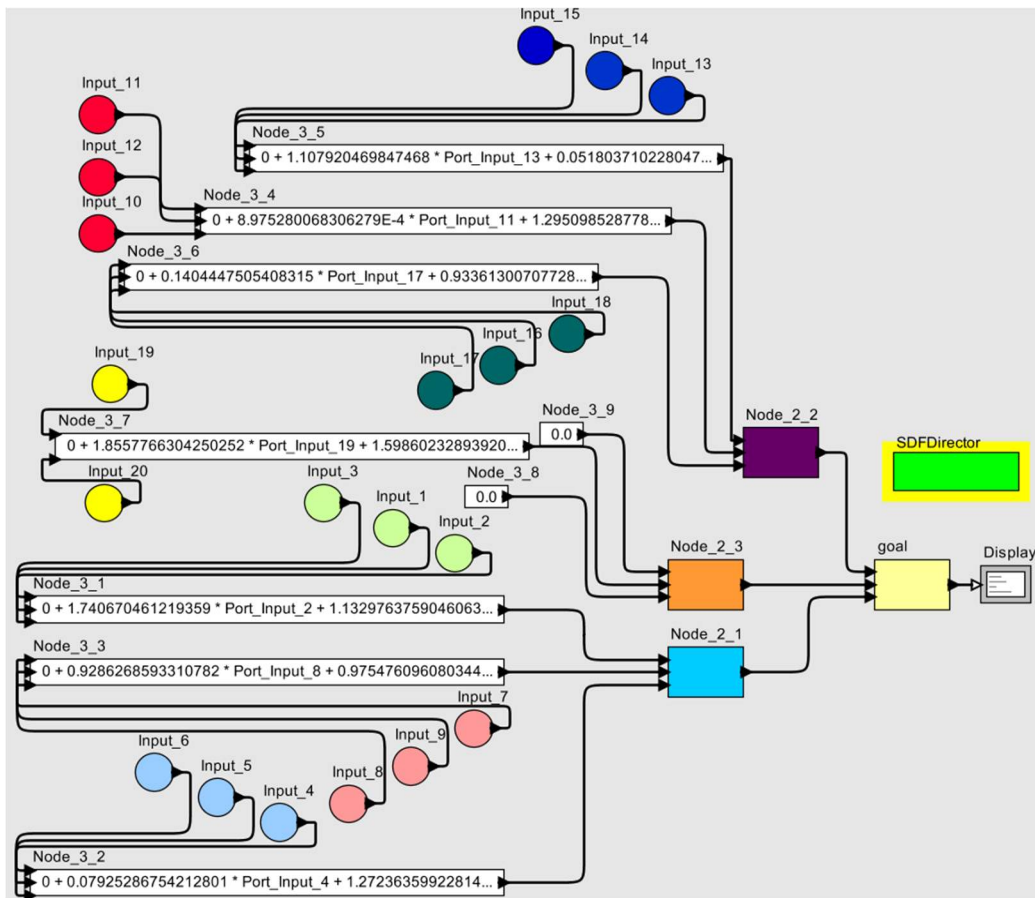 Input_15
Input_14
Input_13
Input_11
Node_3_5
0 + 1.107920469847468 * Port_Input_13 + 0.051803710228047...
Input_12
Node_3_4
Input_10
0 + 8.975280068306279E-4 * Port_Input_11 + 1.295098528778...
Node_3_6
0 + 0.1404447505408315 * Port_Input_17 + 0.93361300707728...
Input_18
Input_16
Input_17
Input_19
Node_3_7
Node_3_9
0.0
Node_2_2
0 + 1.8557766304250252 * Port_Input_19 + 1.59860232893920...
SDFDirector
Input_20
Input_3
Node_3_8
0.0
Input_1
Input_2
Node_2_3
goal
Display
Node_3_1
0 + 1.740670461219359 * Port_Input_2 + 1.1329763759046063...
Node_2_1
Node_3_3
0 + 0.9286268593310782 * Port_Input_8 + 0.975476096080344...
Input_7
Input_9
Input_6
Input_5
Input_8
Input_4
Node_3_2
0 + 0.07925286754212801 * Port_Input_4 + 1.27236359922814...